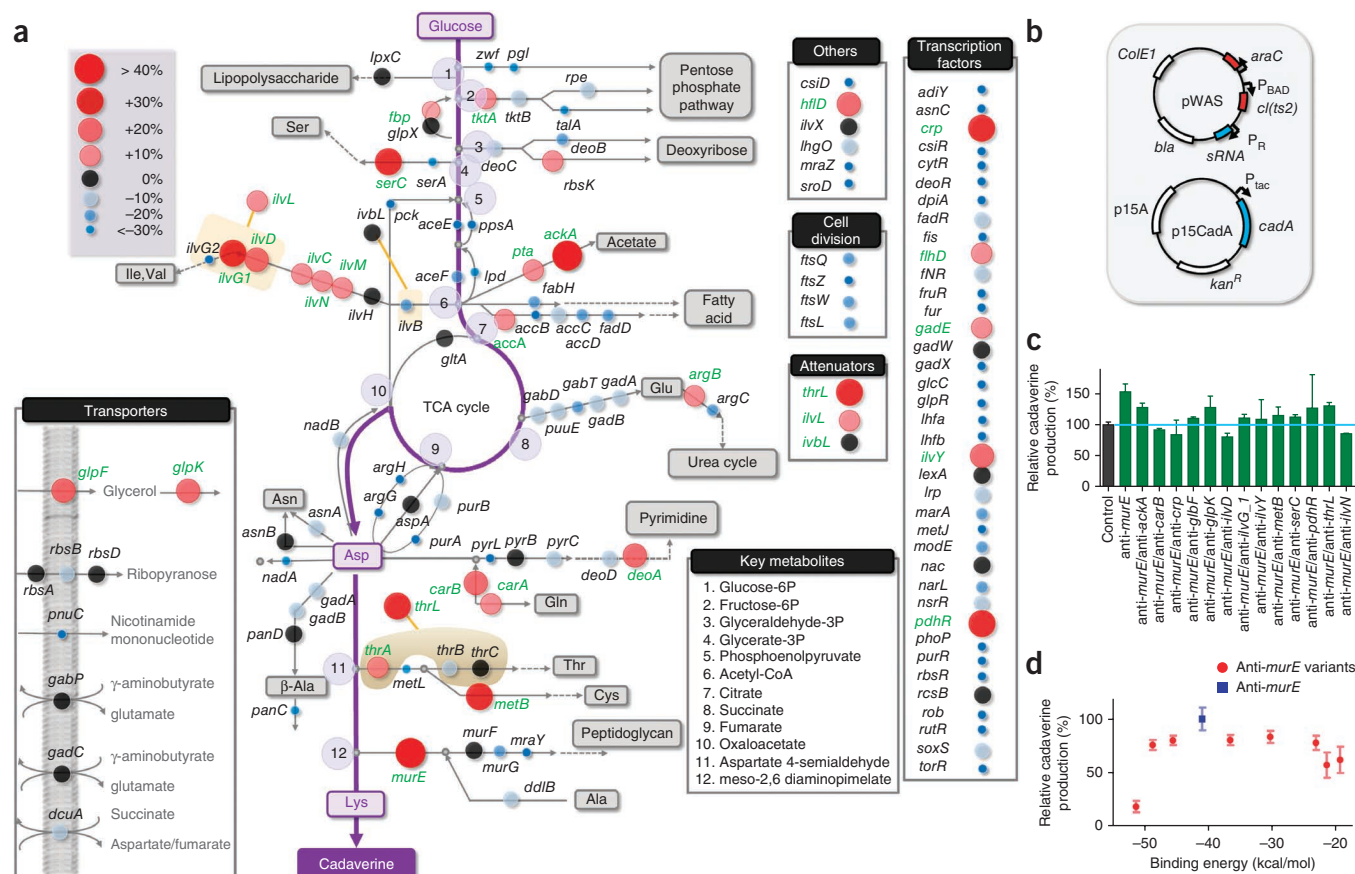 a
> 40%
+30%
+20%
+10%
0%
−10%
−20%
<−30%
Glucose
lpxC
Lipopolysaccharide
zwf
pgl
rpe
Pentose
phosphate
pathway
1
2
fbp
glpX
tktA
tktB
talA
Ser
3
deoC
deoB
Deoxyribose
rbsK
serC
serA
4
5
ilvL
ilvG2
ilvD
ilvG1
Ile,Val
ilvC
ilvM
ilvN
ilvH
ivbL
pck
aceE
ppsA
aceF
lpd
ilvB
6
pta
ackA
Acetate
fabH
Fatty
acid
7
accA
accB
accC
accD
fadD
gltA
TCA cycle
10
nadB
gabD
gabT
gadA
puuE
gadB
8
Glu
argB
argC
Urea cycle
9
argH
argG
aspA
purB
purA
Asn
asnA
asnB
nadA
Asp
pyrL
pyrB
pyrC
Pyrimidine
deoD
deoA
carB
carA
Gln
gadA
gadB
panD
β-Ala
panC
thrL
11
thrA
thrB
thrC
metL
Thr
Cys
metB
12
murE
murF
murG
mraY
Peptidoglycan
ddlB
Ala
Lys
Cadaverine
Transporters
glpF
glpK
Glycerol
rbsB
rbsD
rbsA
Ribopyranose
pnuC
Nicotinamide
mononucleotide
gabP
γ-aminobutyrate
glutamate
gadC
γ-aminobutyrate
glutamate
dcuA
Succinate
Aspartate/fumarate
Others
csiD
hflD
ilvX
lhgO
mraZ
sroD
Cell
division
ftsQ
ftsZ
ftsW
ftsL
Attenuators
thrL
ilvL
ivbL
Key metabolites
1. Glucose-6P
2. Fructose-6P
3. Glyceraldehyde-3P
4. Glycerate-3P
5. Phosphoenolpyruvate
6. Acetyl-CoA
7. Citrate
8. Succinate
9. Fumarate
10. Oxaloacetate
11. Aspartate 4-semialdehyde
12. meso-2,6 diaminopimelate
Transcription
factors
adiY
asnC
crp
csiR
cytR
deoR
dpiA
fadR
fis
flhD
fNR
fruR
fur
gadE
gadW
gadX
glcC
glpR
lhfa
lhfb
ilvY
lexA
lrp
marA
metJ
modE
nac
narL
nsrR
pdhR
phoP
purR
rbsR
rcsB
rob
rutR
soxS
torR
b
ColE1
araC
PBAD
cI(ts2)
pWAS
bla
sRNA
PR
Ptac
p15A
p15CadA
cadA
kanR
c
Relative cadaverine
production (%)
150
100
50
0
Control
anti-murE
anti-murE/anti-ackA
anti-murE/anti-carB
anti-murE/anti-crp
anti-murE/anti-glbF
anti-murE/anti-glpK
anti-murE/anti-ilvD
anti-murE/anti-ilvG_1
anti-murE/anti-ilvY
anti-murE/anti-metB
anti-murE/anti-serC
anti-murE/anti-pdhR
anti-murE/anti-thrL
anti-murE/anti-ilvN
d
Anti-murE variants
Anti-murE
Relative cadaverine
production (%)
100
50
0
−50
−40
−30
−20
Binding energy (kcal/mol)